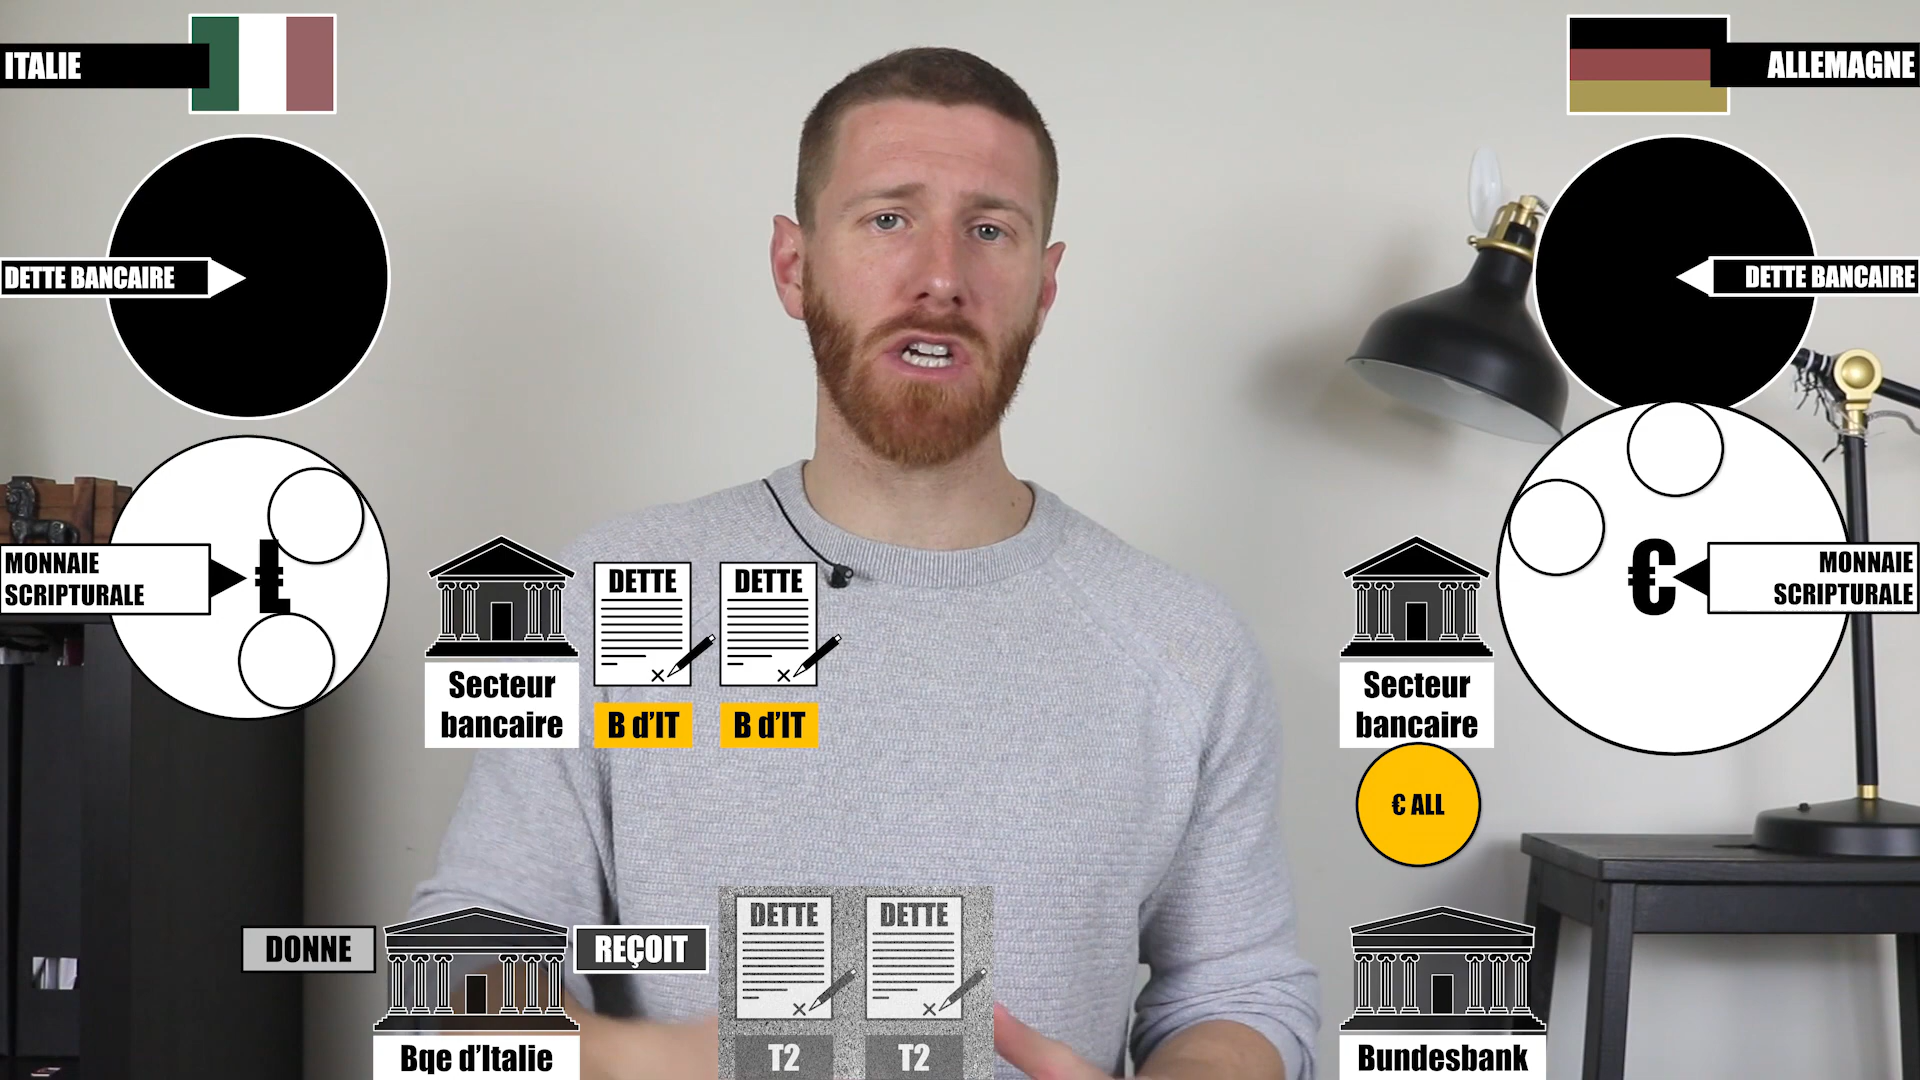 ITALIE
ALLEMAGNE
DETTE BANCAIRE
DETTE BANCAIRE
MONNAIE
SCRIPTURALE
Ł
€
MONNAIE
SCRIPTURALE
DETTE
DETTE
Secteur
bancaire
B d'IT
B d'IT
Secteur
bancaire
€ ALL
DONNE
REÇOIT
DETTE
DETTE
Bqe d'Italie
T2
T2
Bundesbank